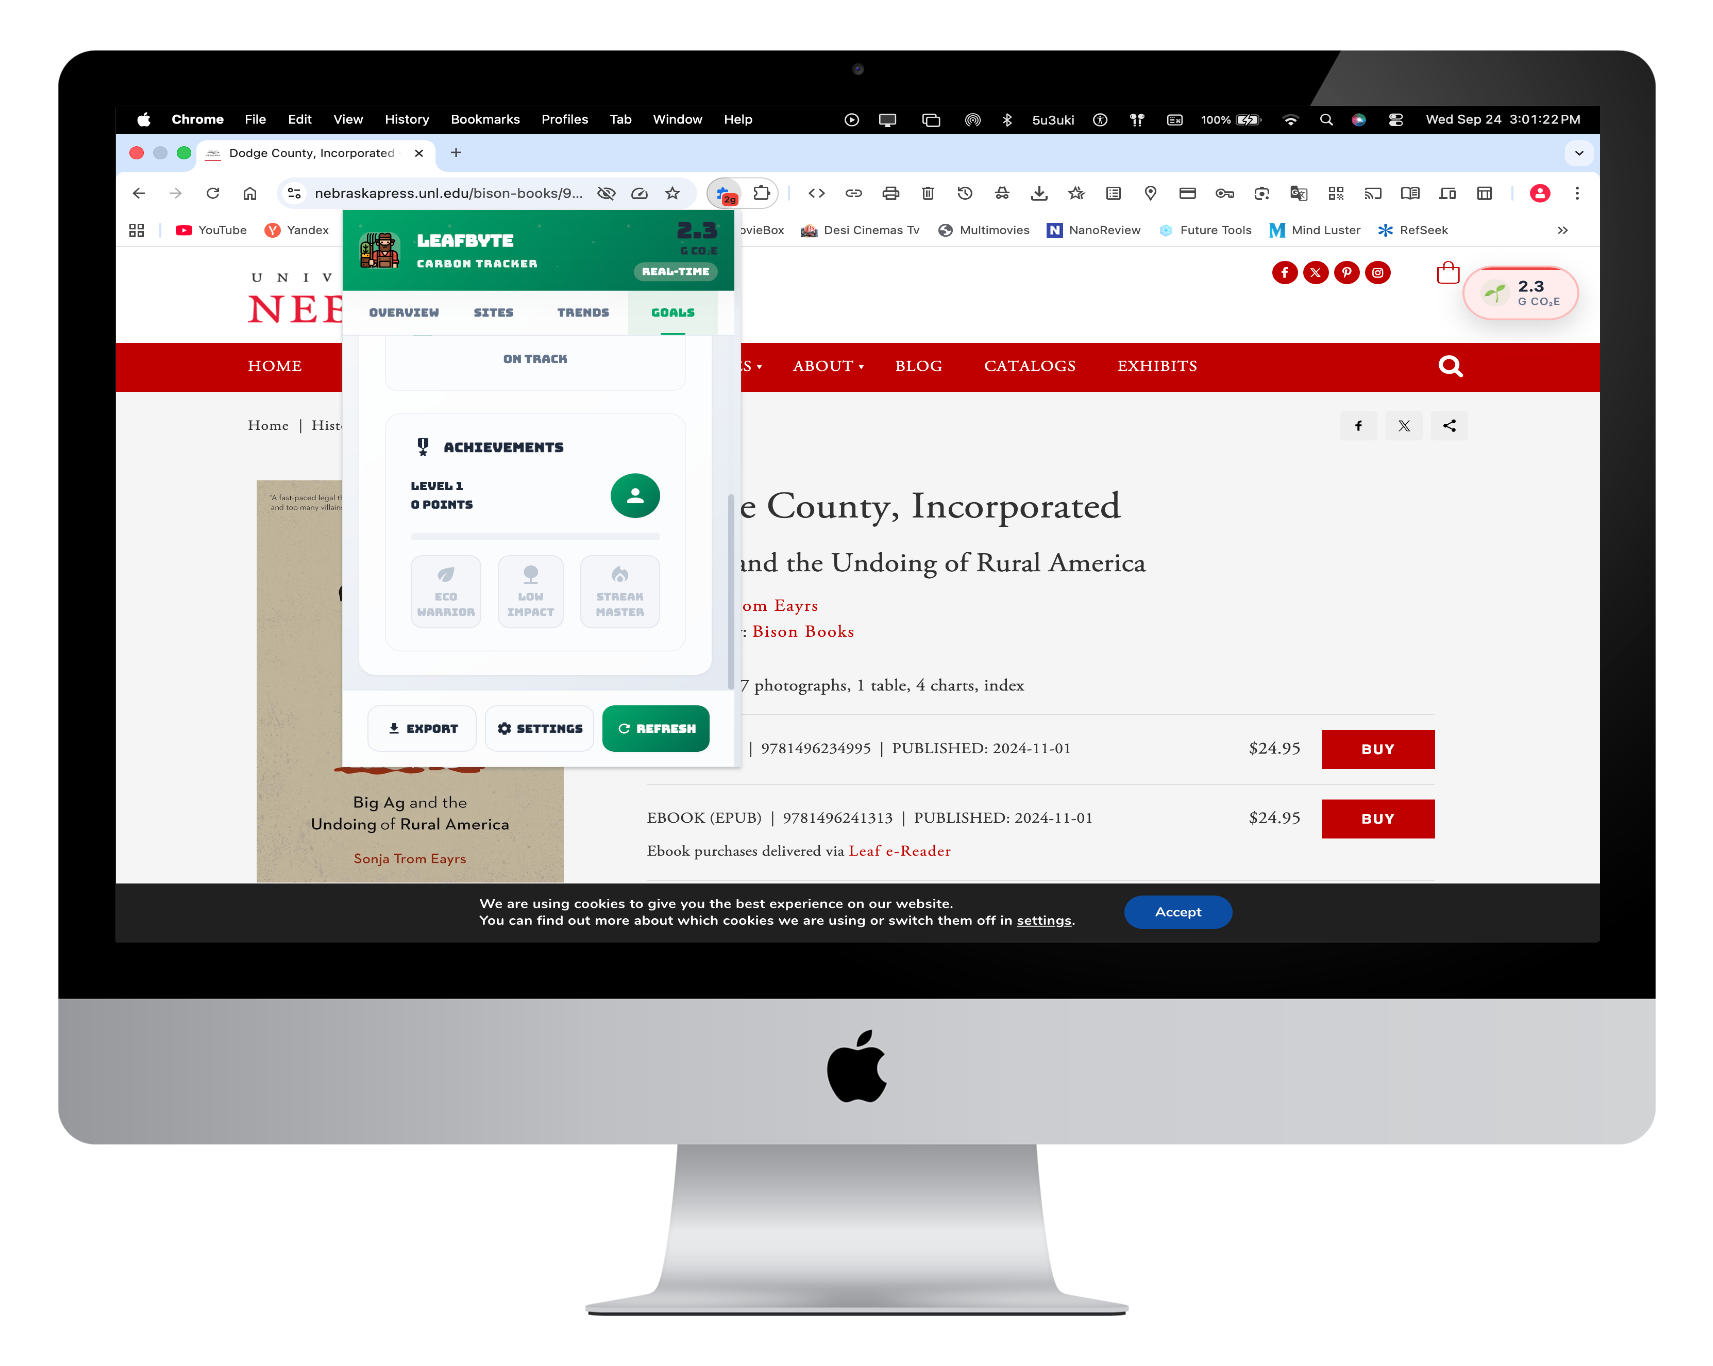 Chrome File Edit View History Bookmarks Profiles Tab Window Help 5u3uki 100% Wed Sep 24 3:01:22 PM
Dodge County, Incorporated
nebraskapress.unl.edu/bison-books/9... 2g
YouTube Yandex ovieBox Desi Cinemas Tv Multimovies NanoReview Future Tools Mind Luster RefSeek
LEAFBYTE
CARBON TRACKER
2.3
G CO₂E
REAL-TIME
OVERVIEW SITES TRENDS GOALS
ON TRACK
ACHIEVEMENTS
LEVEL 1
0 POINTS
ECO WARRIOR
LOW IMPACT
STREAK MASTER
EXPORT SETTINGS REFRESH
UNIV
NEB
2.3
G CO₂E
HOME ES ABOUT BLOG CATALOGS EXHIBITS
Home | Hist
"A fast-paced legal
and too many villains
Big Ag and the
Undoing of Rural America
Sonja Trom Eayrs
e County, Incorporated
and the Undoing of Rural America
om Eayrs
: Bison Books
7 photographs, 1 table, 4 charts, index
| 9781496234995 | PUBLISHED: 2024-11-01 $24.95 BUY
EBOOK (EPUB) | 9781496241313 | PUBLISHED: 2024-11-01 $24.95 BUY
Ebook purchases delivered via Leaf e-Reader
We are using cookies to give you the best experience on our website.
You can find out more about which cookies we are using or switch them off in settings.
Accept